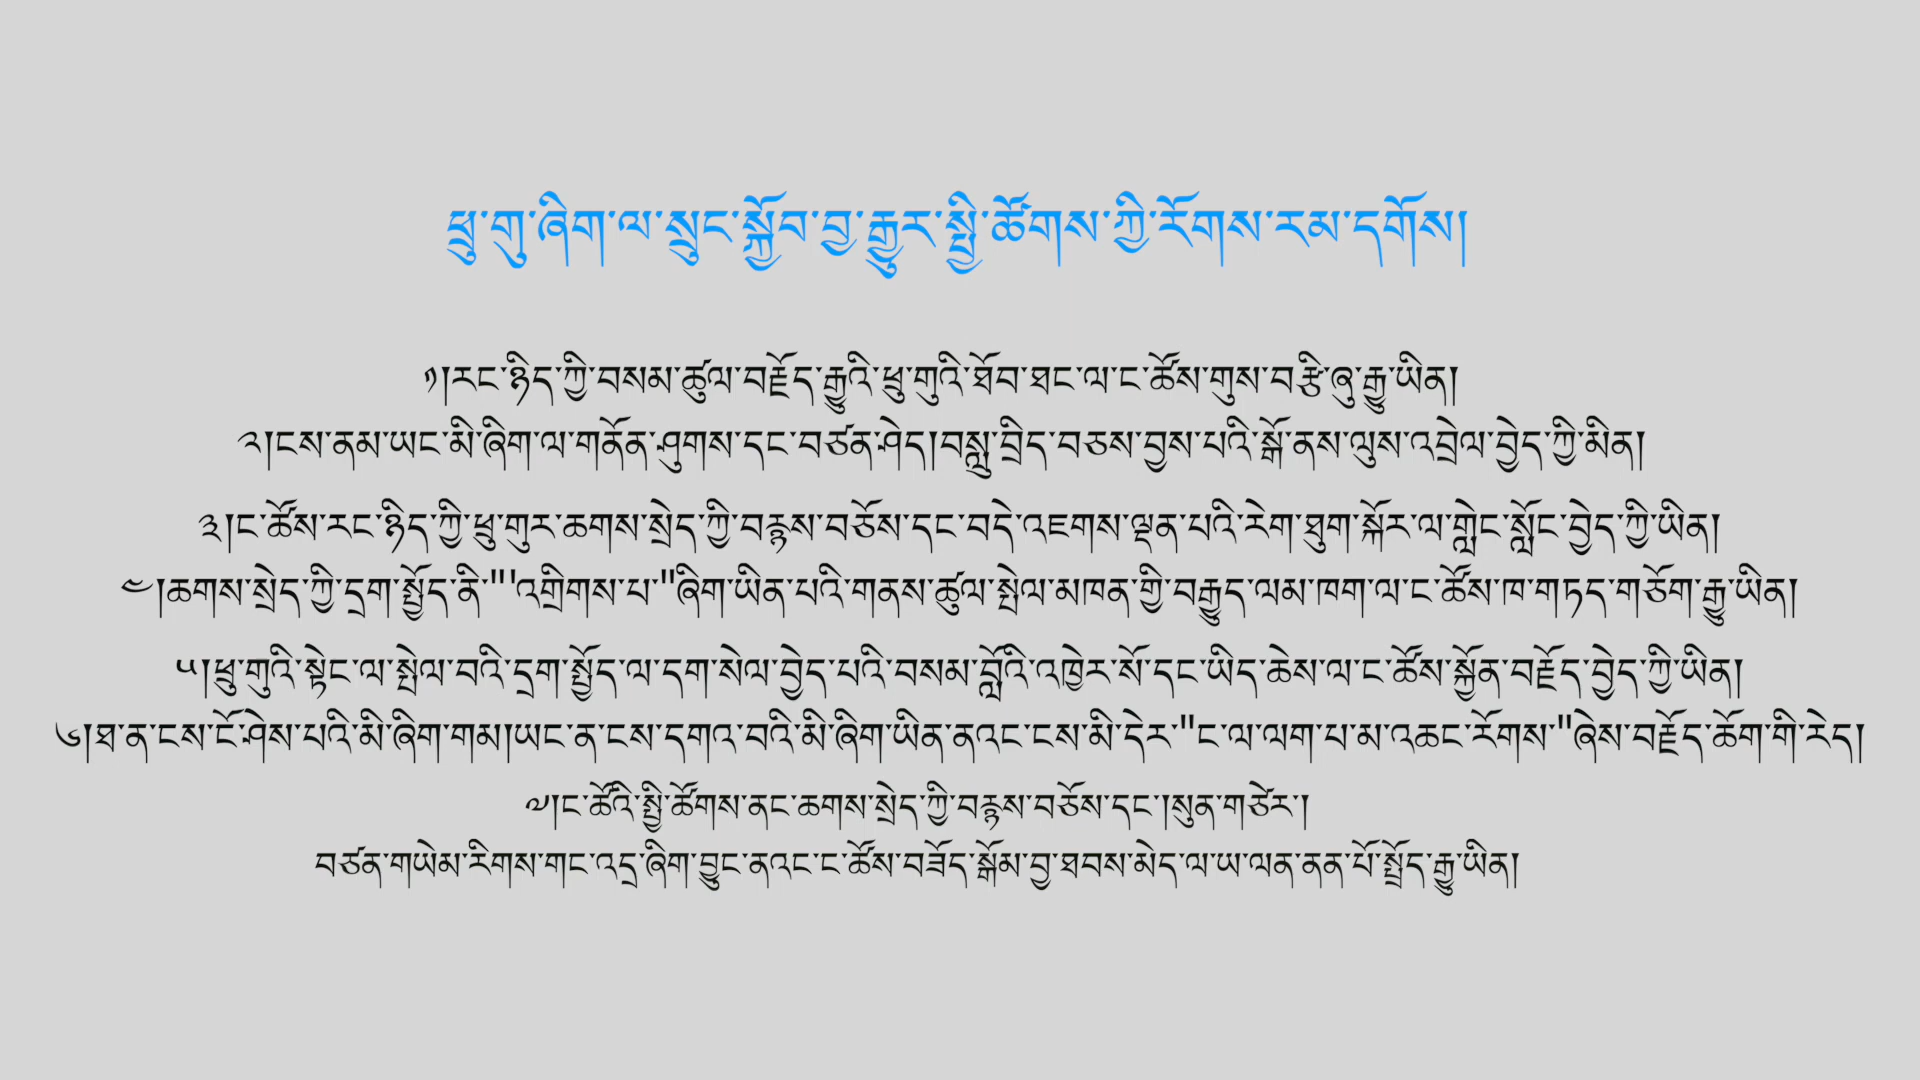 ཕྲུ་གུ་ཞིག་ལ་སྲུང་སྐྱོབ་བྱ་རྒྱུར་སྤྱི་ཚོགས་ཀྱི་རོགས་རམ་དགོས།
༡།རང་ཉིད་ཀྱི་བསམ་ཚུལ་བརྗོད་རྒྱུའི་ཕྲུ་གུའི་ཐོབ་ཐང་ལ་ང་ཚོས་གུས་བརྩི་ཞུ་རྒྱུ་ཡིན།
༢།ངས་ནམ་ཡང་མི་ཞིག་ལ་གནོན་ཤུགས་དང་བཙན་ཤེད།བསླུ་བྲིད་བཅས་བྱས་པའི་སྒོ་ནས་ལུས་འབྲེལ་བྱེད་ཀྱི་མིན།
༣།ང་ཚོས་རང་ཉིད་ཀྱི་ཕྲུ་གུར་ཆགས་སྲེད་ཀྱི་བརྙས་བཅོས་དང་བདེ་འཇགས་ལྡན་པའི་རེག་ཐུག་སྐོར་ལ་གླེང་སློང་བྱེད་ཀྱི་ཡིན།
༤།ཆགས་སྲེད་ཀྱི་དྲག་སྤྱོད་ནི་"'འགྲིགས་པ་"ཞིག་ཡིན་པའི་གནས་ཚུལ་སྤེལ་མཁན་གྱི་བརྒྱུད་ལམ་ཁག་ལ་ང་ཚོས་ཁ་གཏད་གཅོག་རྒྱུ་ཡིན།
༥།ཕྲུ་གུའི་སྟེང་ལ་སྤེལ་བའི་དྲག་སྤྱོད་ལ་དག་སེལ་བྱེད་པའི་བསམ་བློའི་འཁྱེར་སོ་དང་ཡིད་ཆེས་ལ་ང་ཚོས་སྐྱོན་བརྗོད་བྱེད་ཀྱི་ཡིན།
༦།ཐ་ན་ངས་ངོ་ཤེས་པའི་མི་ཞིག་གམ།ཡང་ན་ངས་དགའ་བའི་མི་ཞིག་ཡིན་ནའང་ངས་མི་དེར་"ང་ལ་ལག་པ་མ་འཆང་རོགས་"ཞེས་བརྗོད་ཆོག་གི་རེད།
༧།ང་ཚོའི་སྤྱི་ཚོགས་ནང་ཆགས་སྲེད་ཀྱི་བརྙས་བཅོས་དང་།སུན་གཙེར་།
བཙན་གཡེམ་རིགས་གང་འདྲ་ཞིག་བྱུང་ནའང་ང་ཚོས་བཟོད་སྒོམ་བྱ་ཐབས་མེད་ལ་ཡ་ལན་ནན་པོ་སྤྲོད་རྒྱུ་ཡིན།